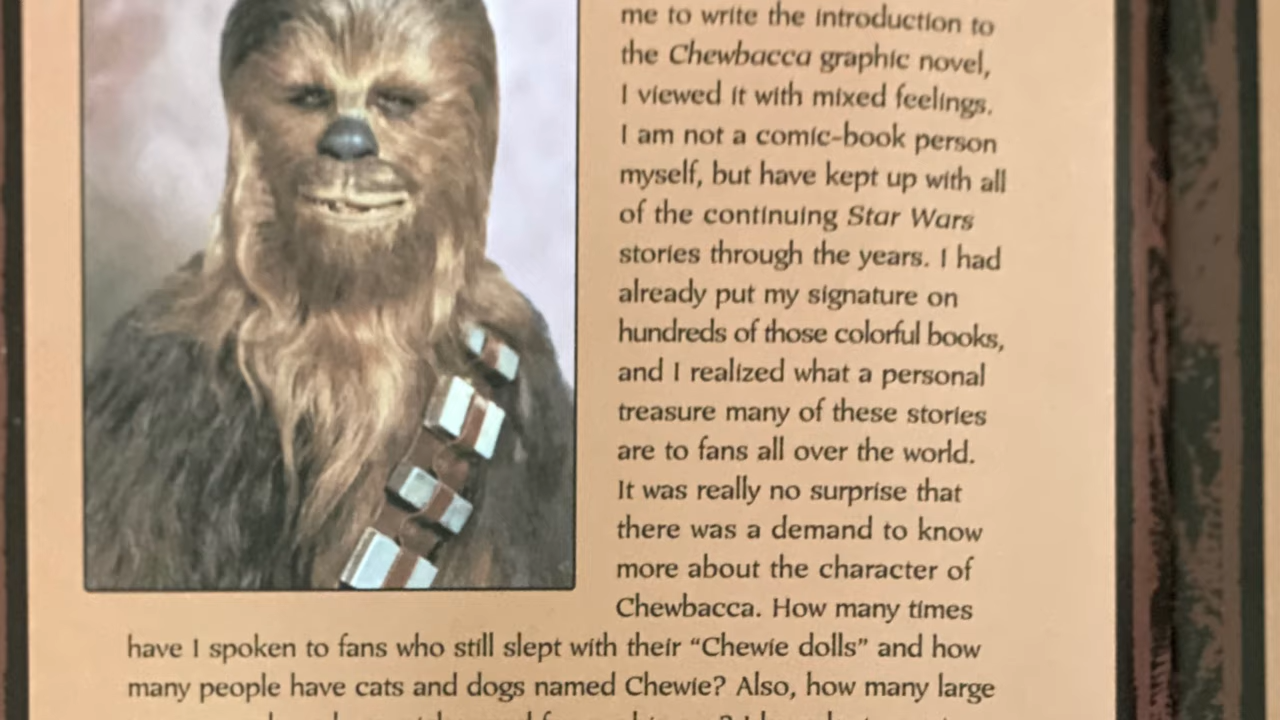 me to write the introduction to
the Chewbacca graphic novel,
I viewed it with mixed feelings.
I am not a comic-book person
myself, but have kept up with all
of the continuing Star Wars
stories through the years. I had
already put my signature on
hundreds of those colorful books,
and I realized what a personal
treasure many of these stories
are to fans all over the world.
It was really no surprise that
there was a demand to know
more about the character of
Chewbacca. How many times
have I spoken to fans who still slept with their “Chewie dolls” and how
many people have cats and dogs named Chewie? Also, how many large